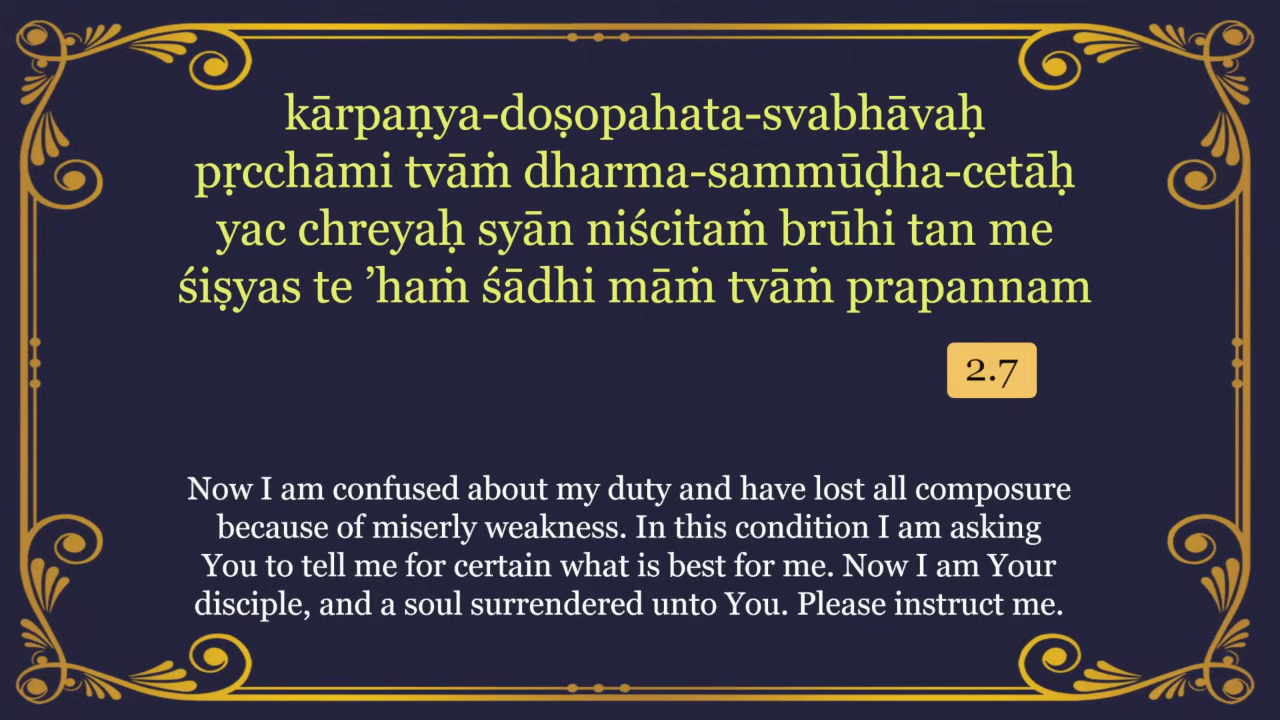 kārpaṇya-doṣopahata-svabhāvaḥ
pṛcchāmi tvāṁ dharma-sammūḍha-cetāḥ
yac chreyaḥ syān niścitaṁ brūhi tan me
śiṣyas te ’haṁ śādhi māṁ tvāṁ prapannam
2.7
Now I am confused about my duty and have lost all composure
because of miserly weakness. In this condition I am asking
You to tell me for certain what is best for me. Now I am Your
disciple, and a soul surrendered unto You. Please instruct me.